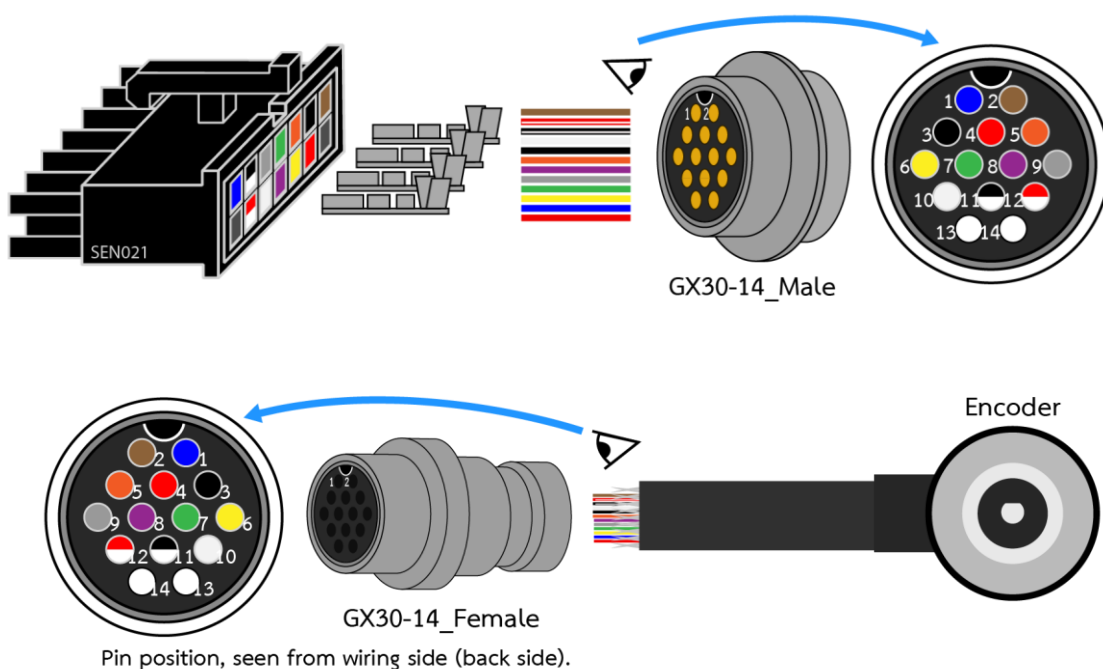 1 2
3 4 5
6 7 8 9
10 11 12
13 14
1 2
SEN021
GX30-14_Male
Encoder
2 1
5 4 3
9 8 7 6
12 11 10
14 13
1 2
GX30-14_Female
Pin position, seen from wiring side (back side).